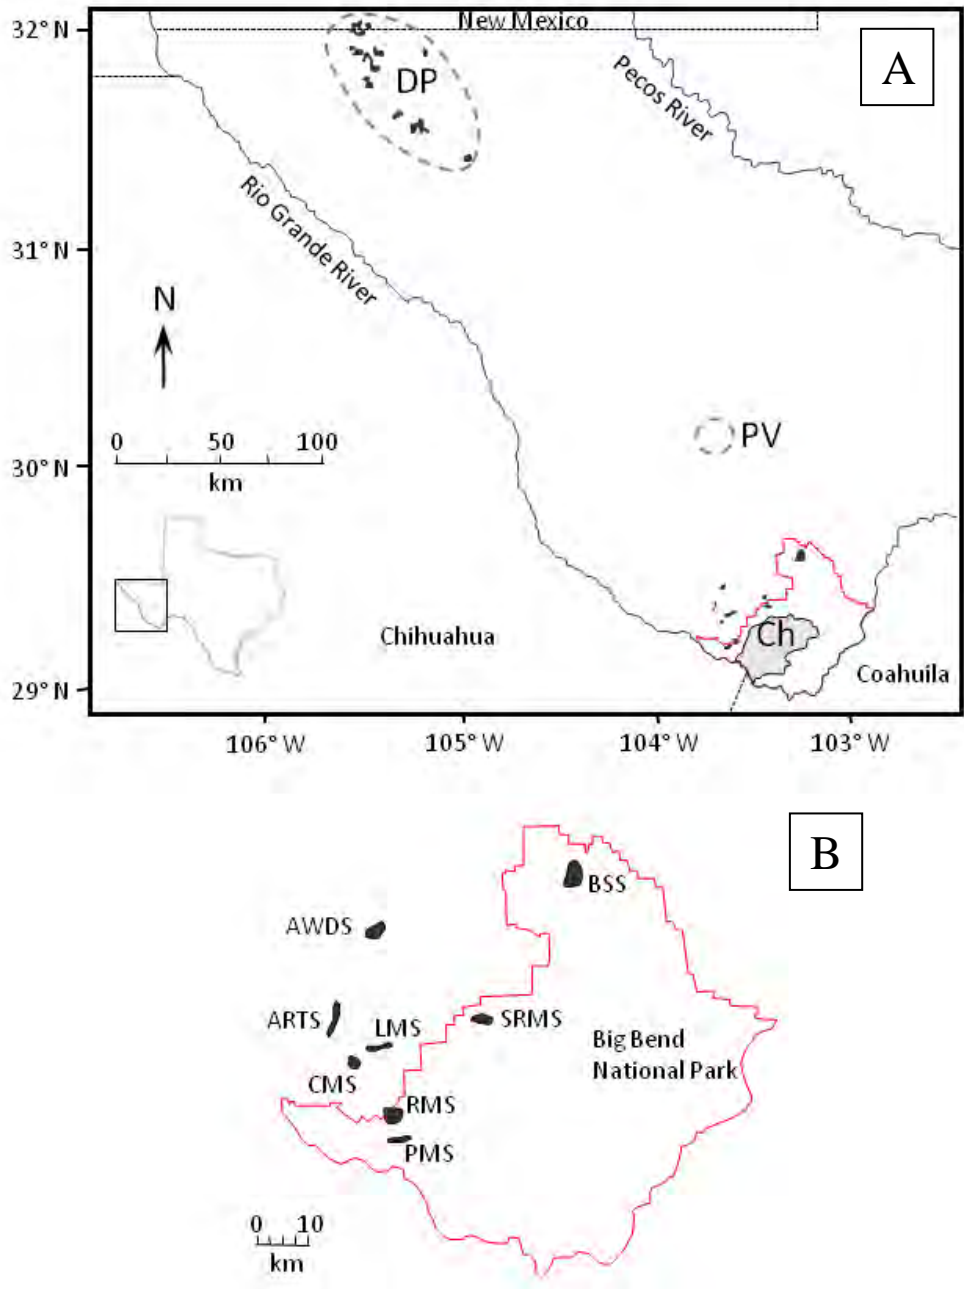 New Mexico
32°N
A
DP
Pecos River
Rio Grande River
31°N
N
0 50 100
km
PV
30°N
Ch
Chihuahua
Coahuila
29°N
106°W 105°W 104°W 103°W
B
BSS
AWDS
ARTS
LMS
SRMS
Big Bend
National Park
CMS
RMS
PMS
0 10
km